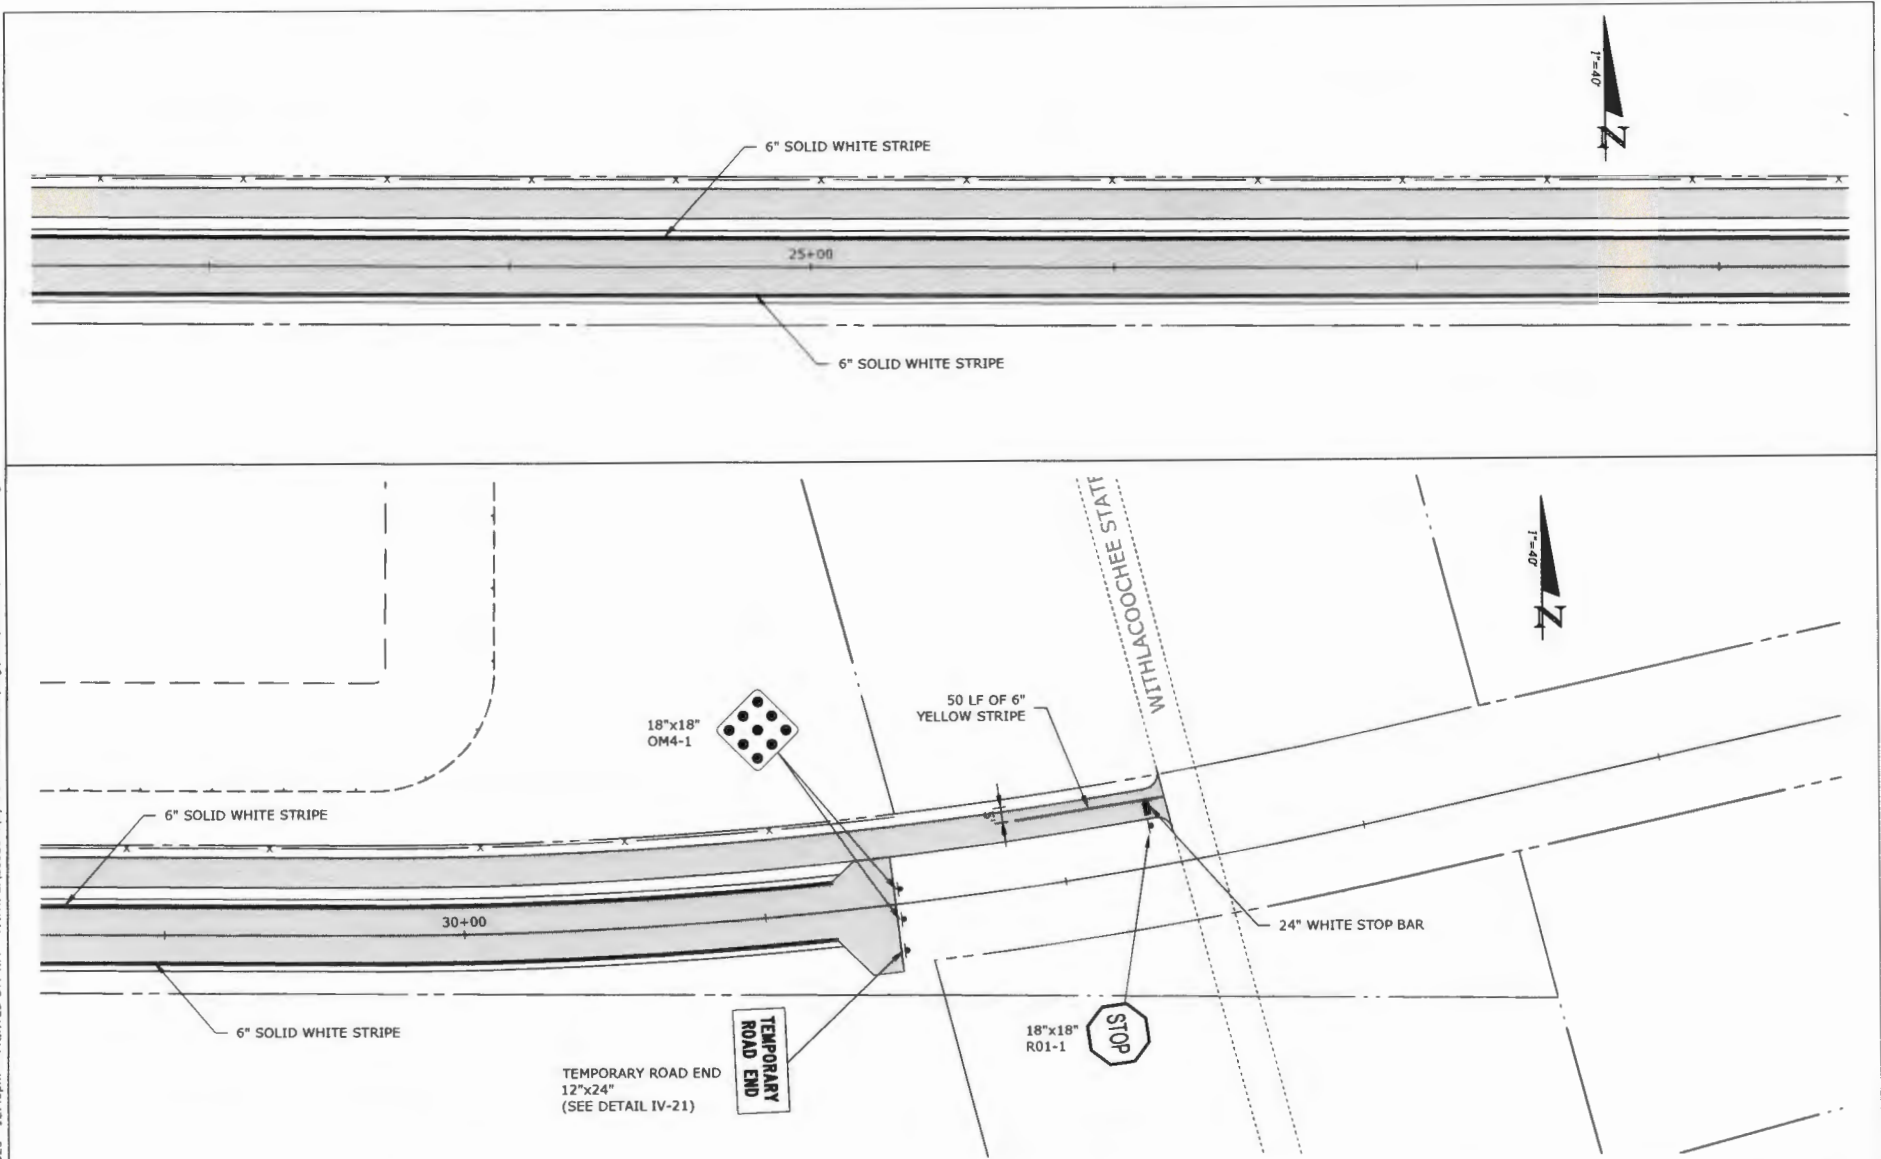 1"=40'
N
6" SOLID WHITE STRIPE
25+00
6" SOLID WHITE STRIPE
WITHLACOOCHEE STATE
1"=40'
N
18"x18"
OM4-1
50 LF OF 6"
YELLOW STRIPE
5'
6" SOLID WHITE STRIPE
30+00
24" WHITE STOP BAR
6" SOLID WHITE STRIPE
TEMPORARY
ROAD END
18"x18"
R01-1
STOP
TEMPORARY ROAD END
12"x24"
(SEE DETAIL IV-21)